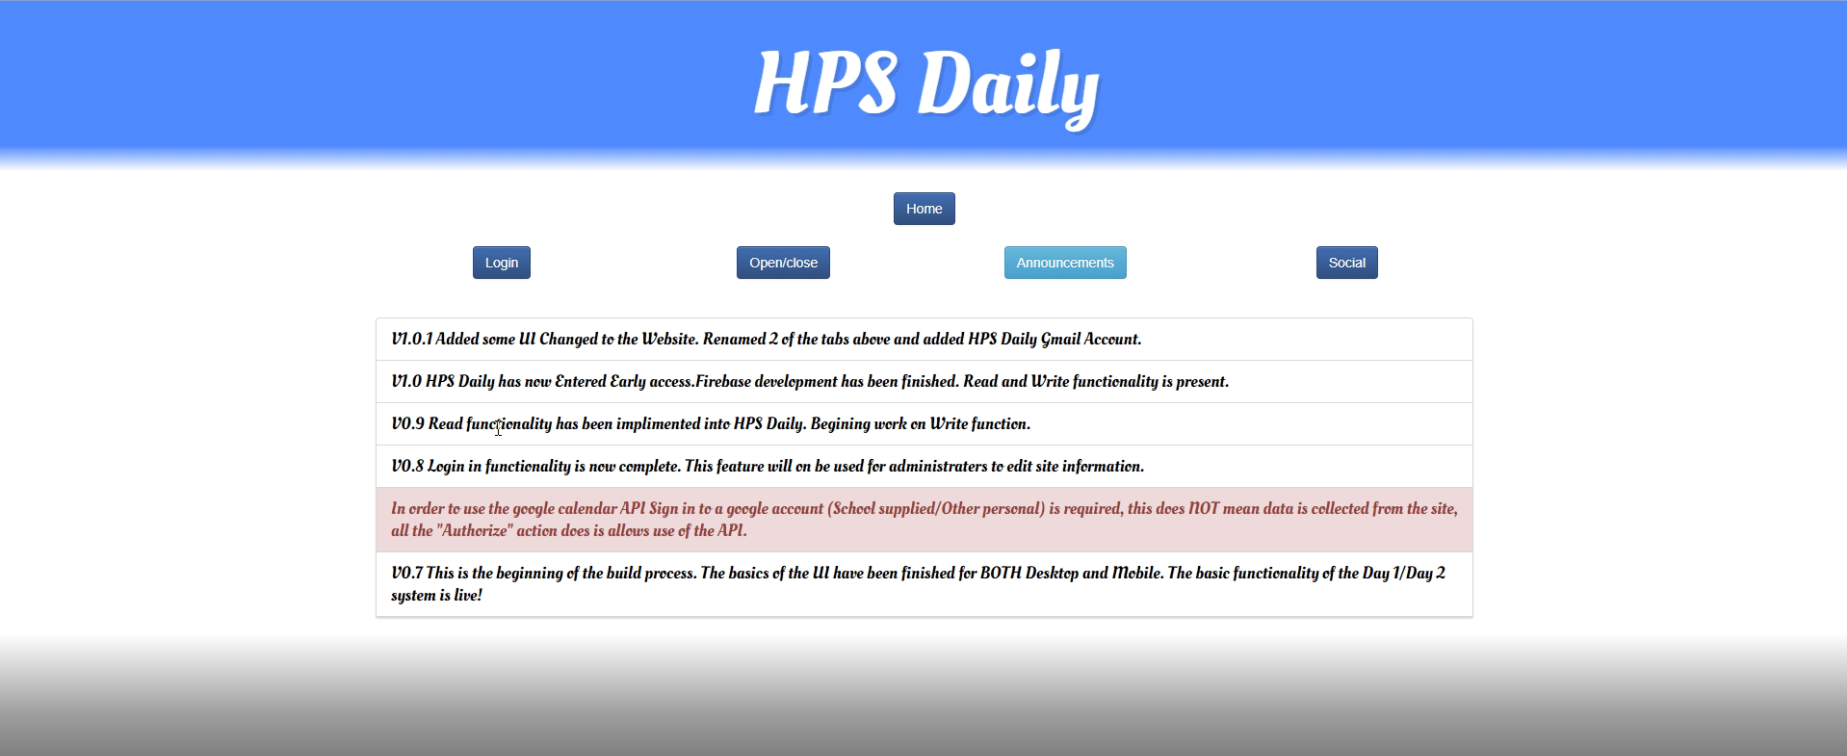 HPS Daily
Home
Login
Open/close
Announcements
Social
V1.0.1 Added some UI Changed to the Website. Renamed 2 of the tabs above and added HPS Daily Gmail Account.
V1.0 HPS Daily has now Entered Early access.Firebase development has been finished. Read and Write functionality is present.
V0.9 Read functionality has been implimented into HPS Daily. Begining work on Write function.
V0.8 Login in functionality is now complete. This feature will on be used for administraters to edit site information.
In order to use the google calendar API Sign in to a google account (School supplied/Other personal) is required, this does NOT mean data is collected from the site,
all the "Authorize" action does is allows use of the API.
V0.7 This is the beginning of the build process. The basics of the UI have been finished for BOTH Desktop and Mobile. The basic functionality of the Day 1/Day 2
system is live!